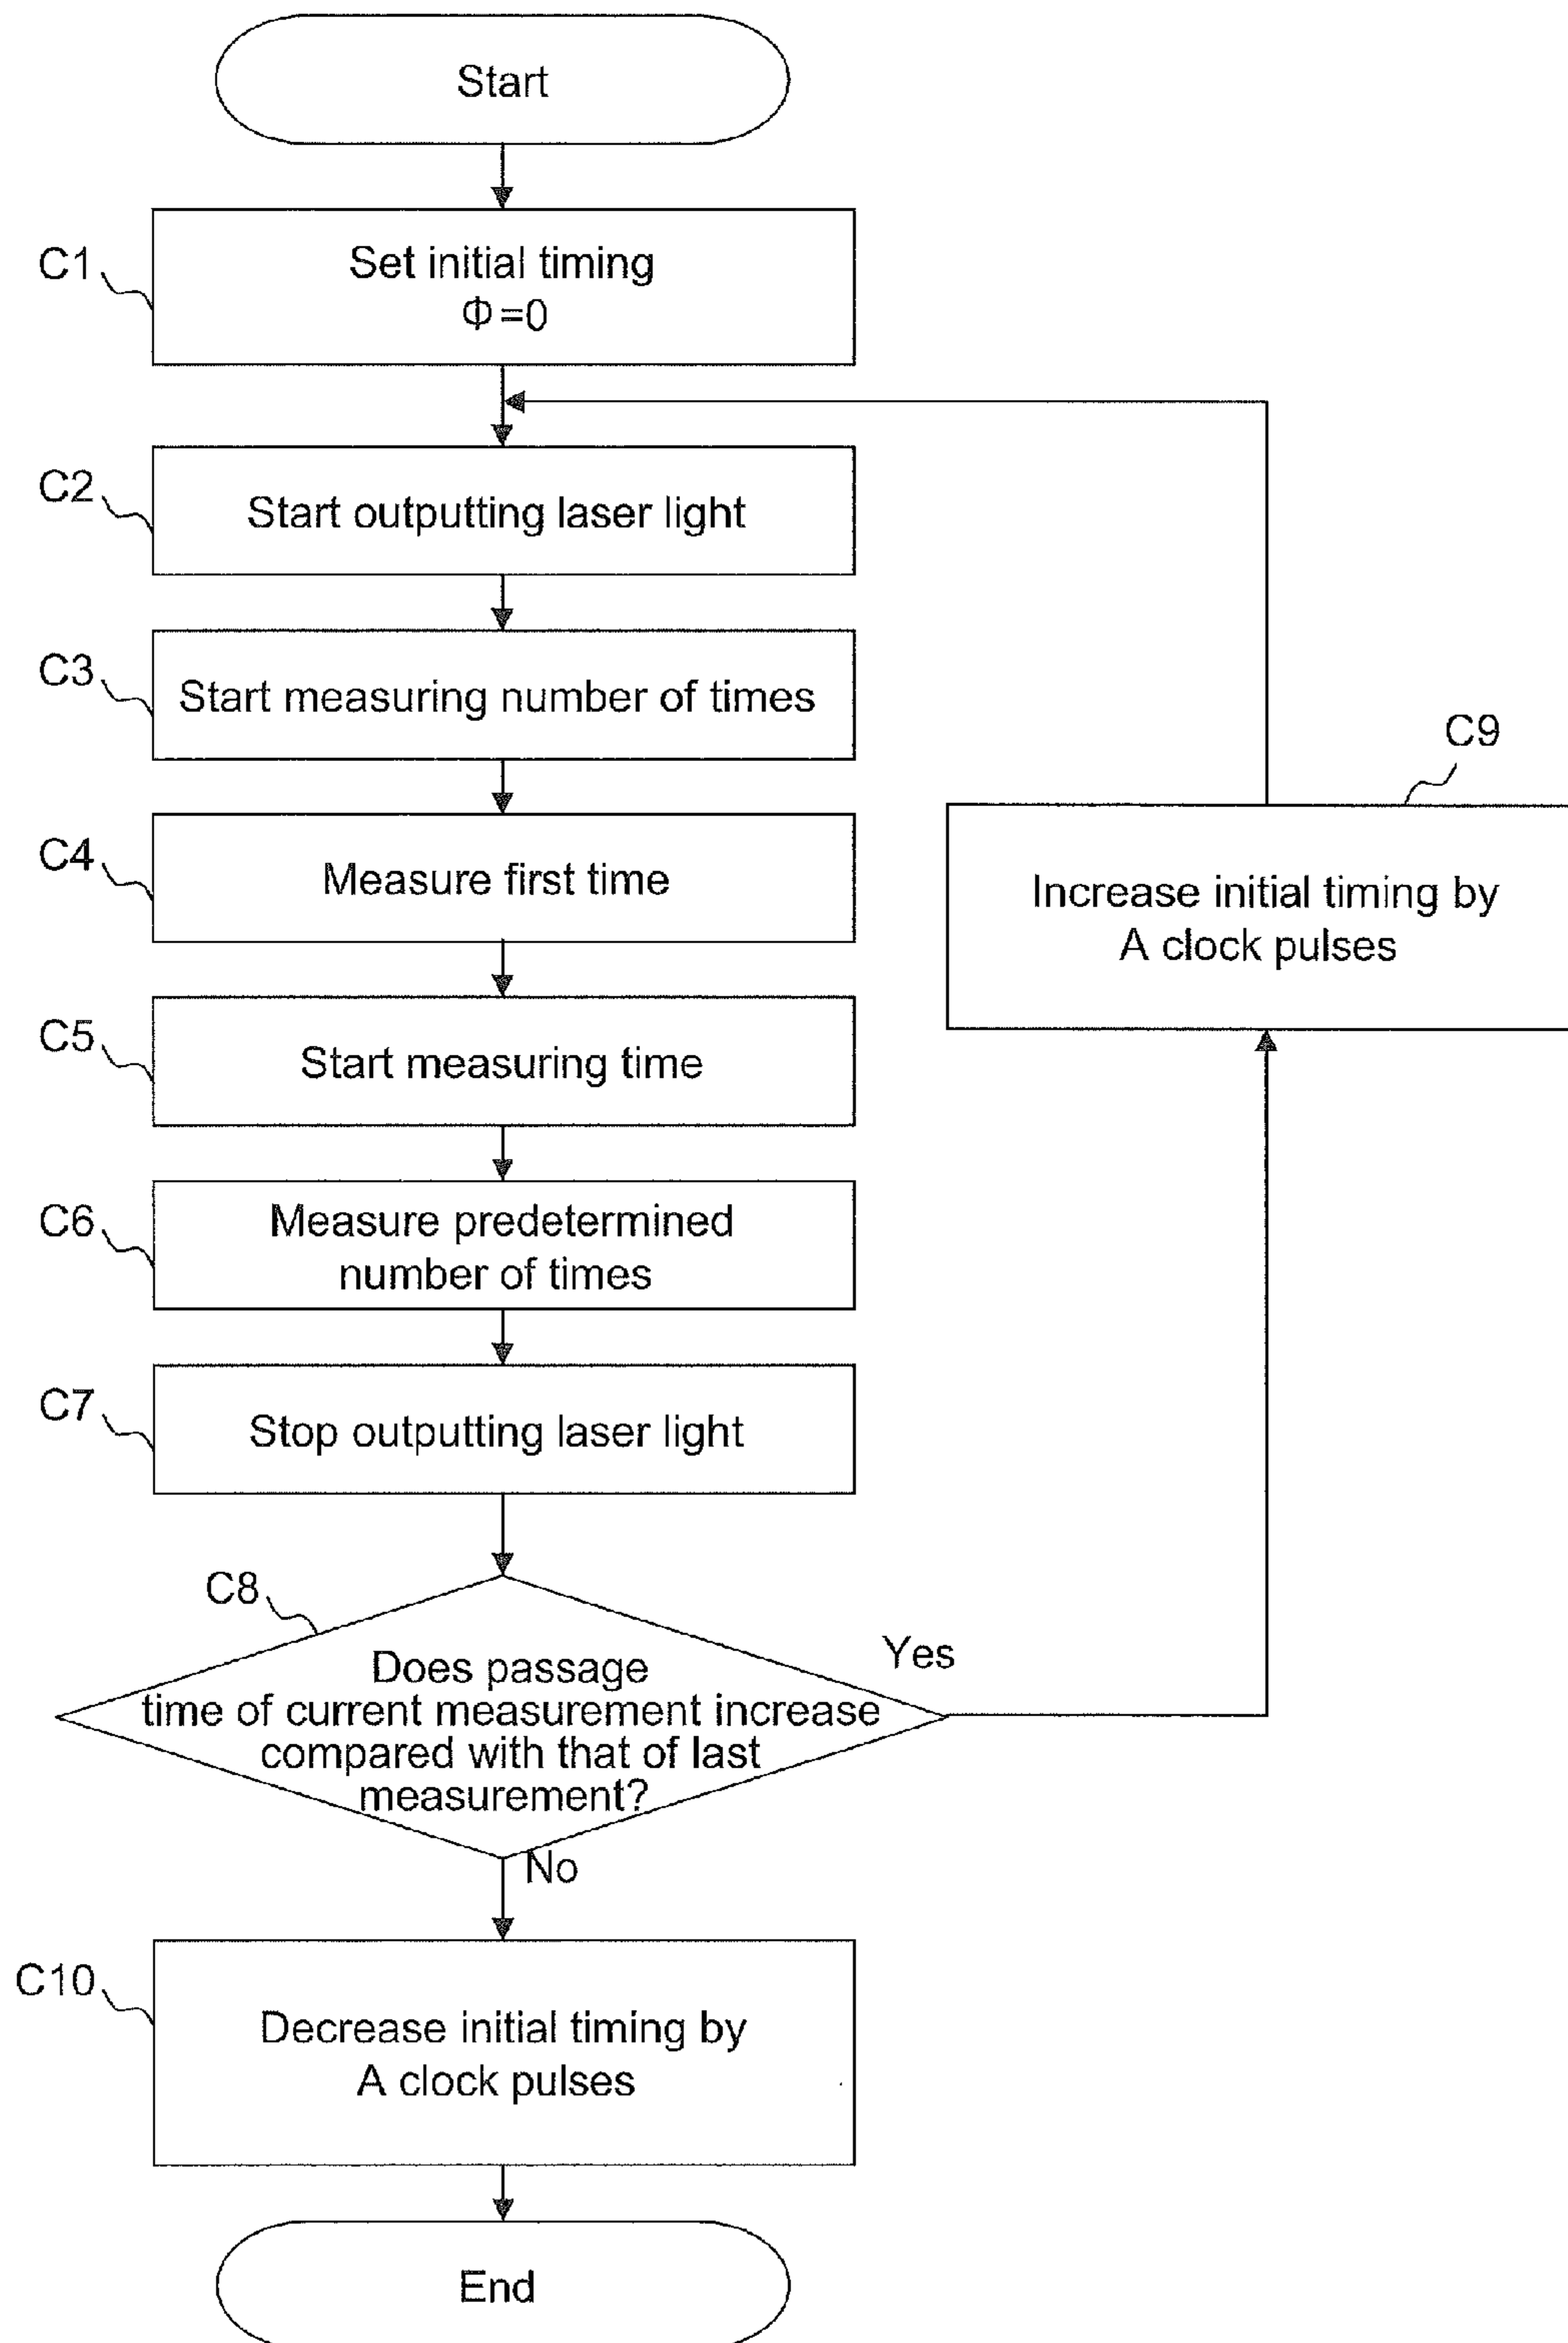 Start
C1
Set initial timing
Φ=0
C2
Start outputting laser light
C3
Start measuring number of times
C4
Measure first time
C5
Start measuring time
C6
Measure predetermined
number of times
C7
Stop outputting laser light
C8
Does passage
time of current measurement increase
compared with that of last
measurement?
Yes
No
C9
Increase initial timing by
A clock pulses
C10
Decrease initial timing by
A clock pulses
End